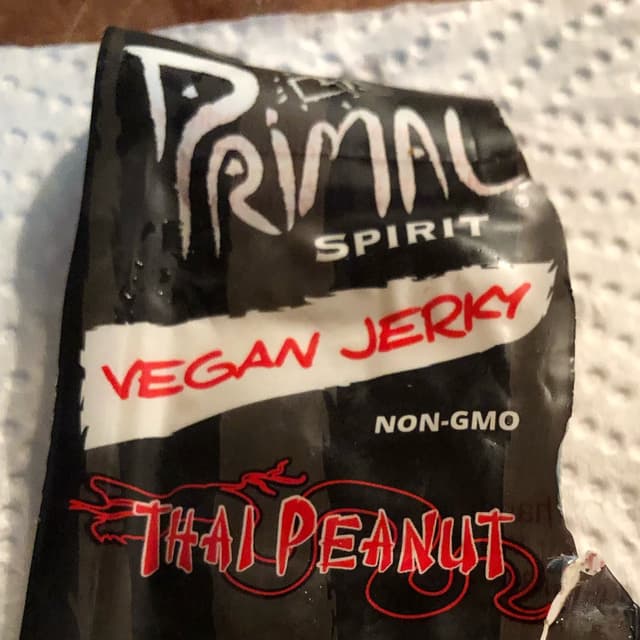 PRiMAL
SPIRIT
VEGAN JERKY
NON-GMO
THAI PEANUT